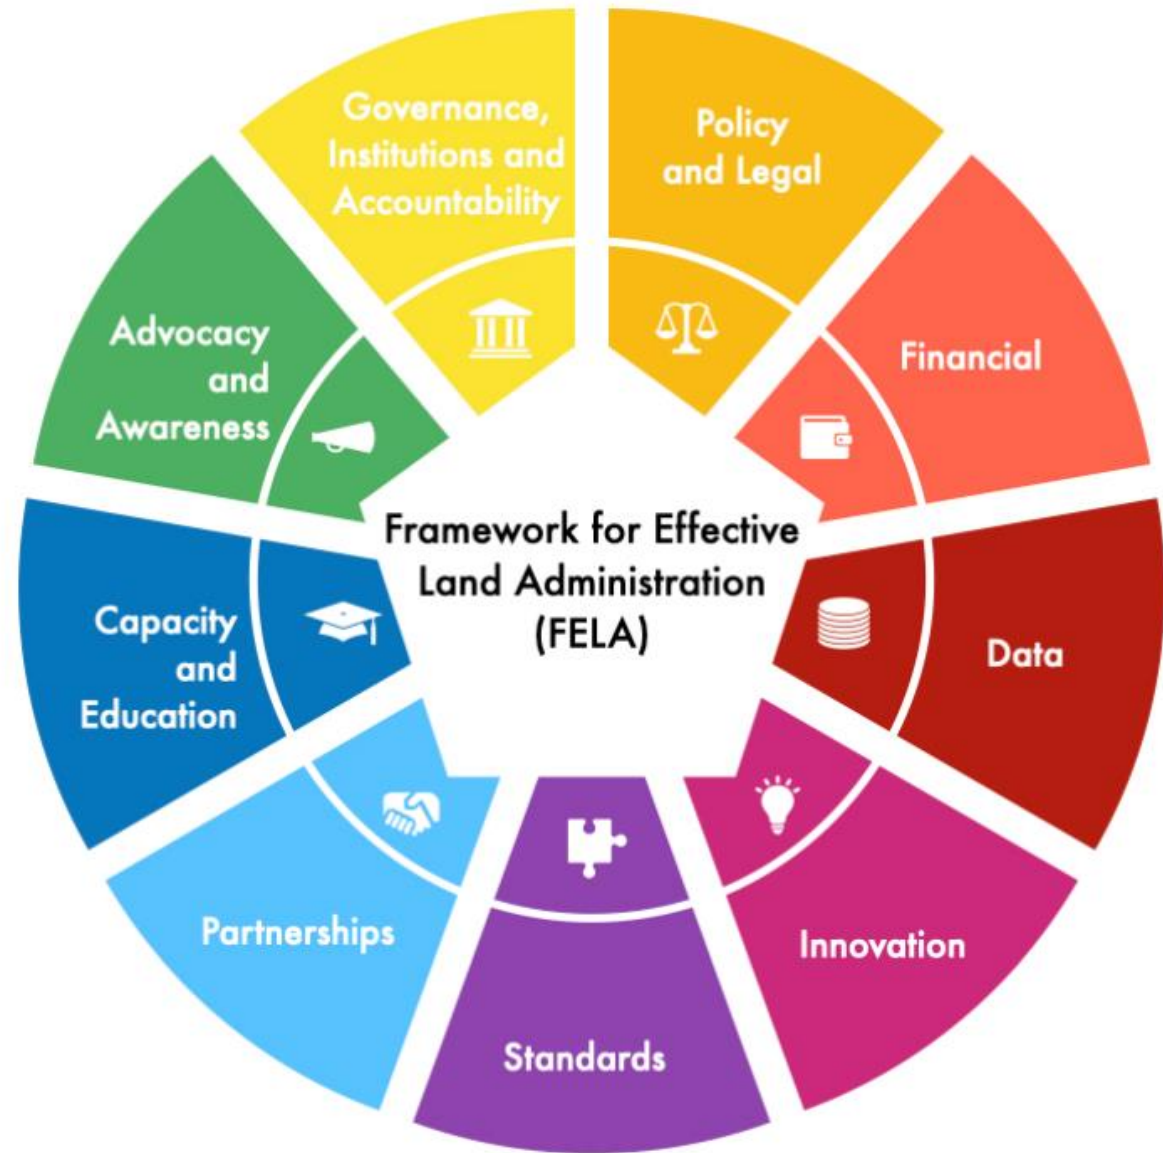 Governance,
Institutions and
Accountability
Policy
and Legal
Financial
Data
Innovation
Standards
Partnerships
Capacity
and
Education
Advocacy
and
Awareness
Framework for Effective
Land Administration
(FELA)